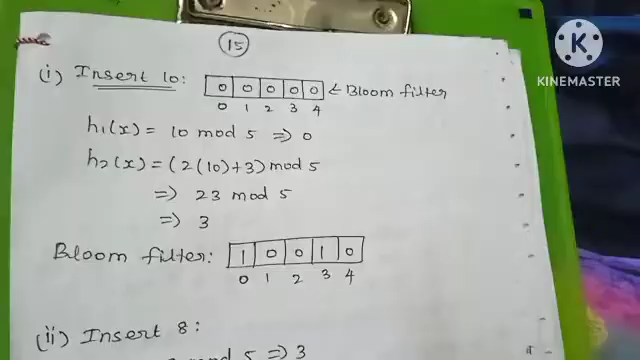 15
(i) Insert 10: 0 0 0 0 0 ← Bloom filter
0 1 2 3 4
h₁(x) = 10 mod 5 => 0
h₂(x) = (2(10)+3) mod 5
=> 23 mod 5
=> 3
Bloom filter: 1 0 0 1 0
0 1 2 3 4
(ii) Insert 8:
mod 5 => 3
KINEMASTER